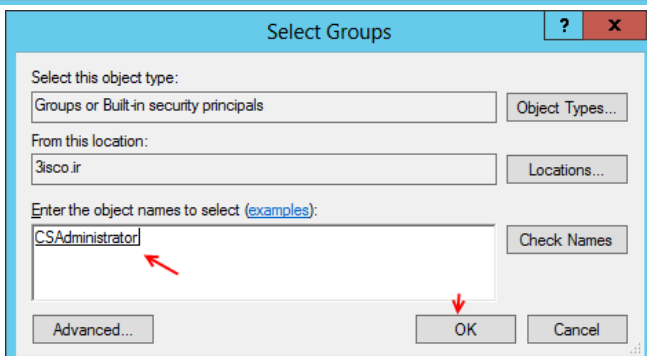 Select Groups
?
x
Select this object type:
Groups or Built-in security principals
Object Types...
From this location:
3isco.ir
Locations...
Enter the object names to select (examples):
CSAdministrator
Check Names
Advanced...
OK
Cancel